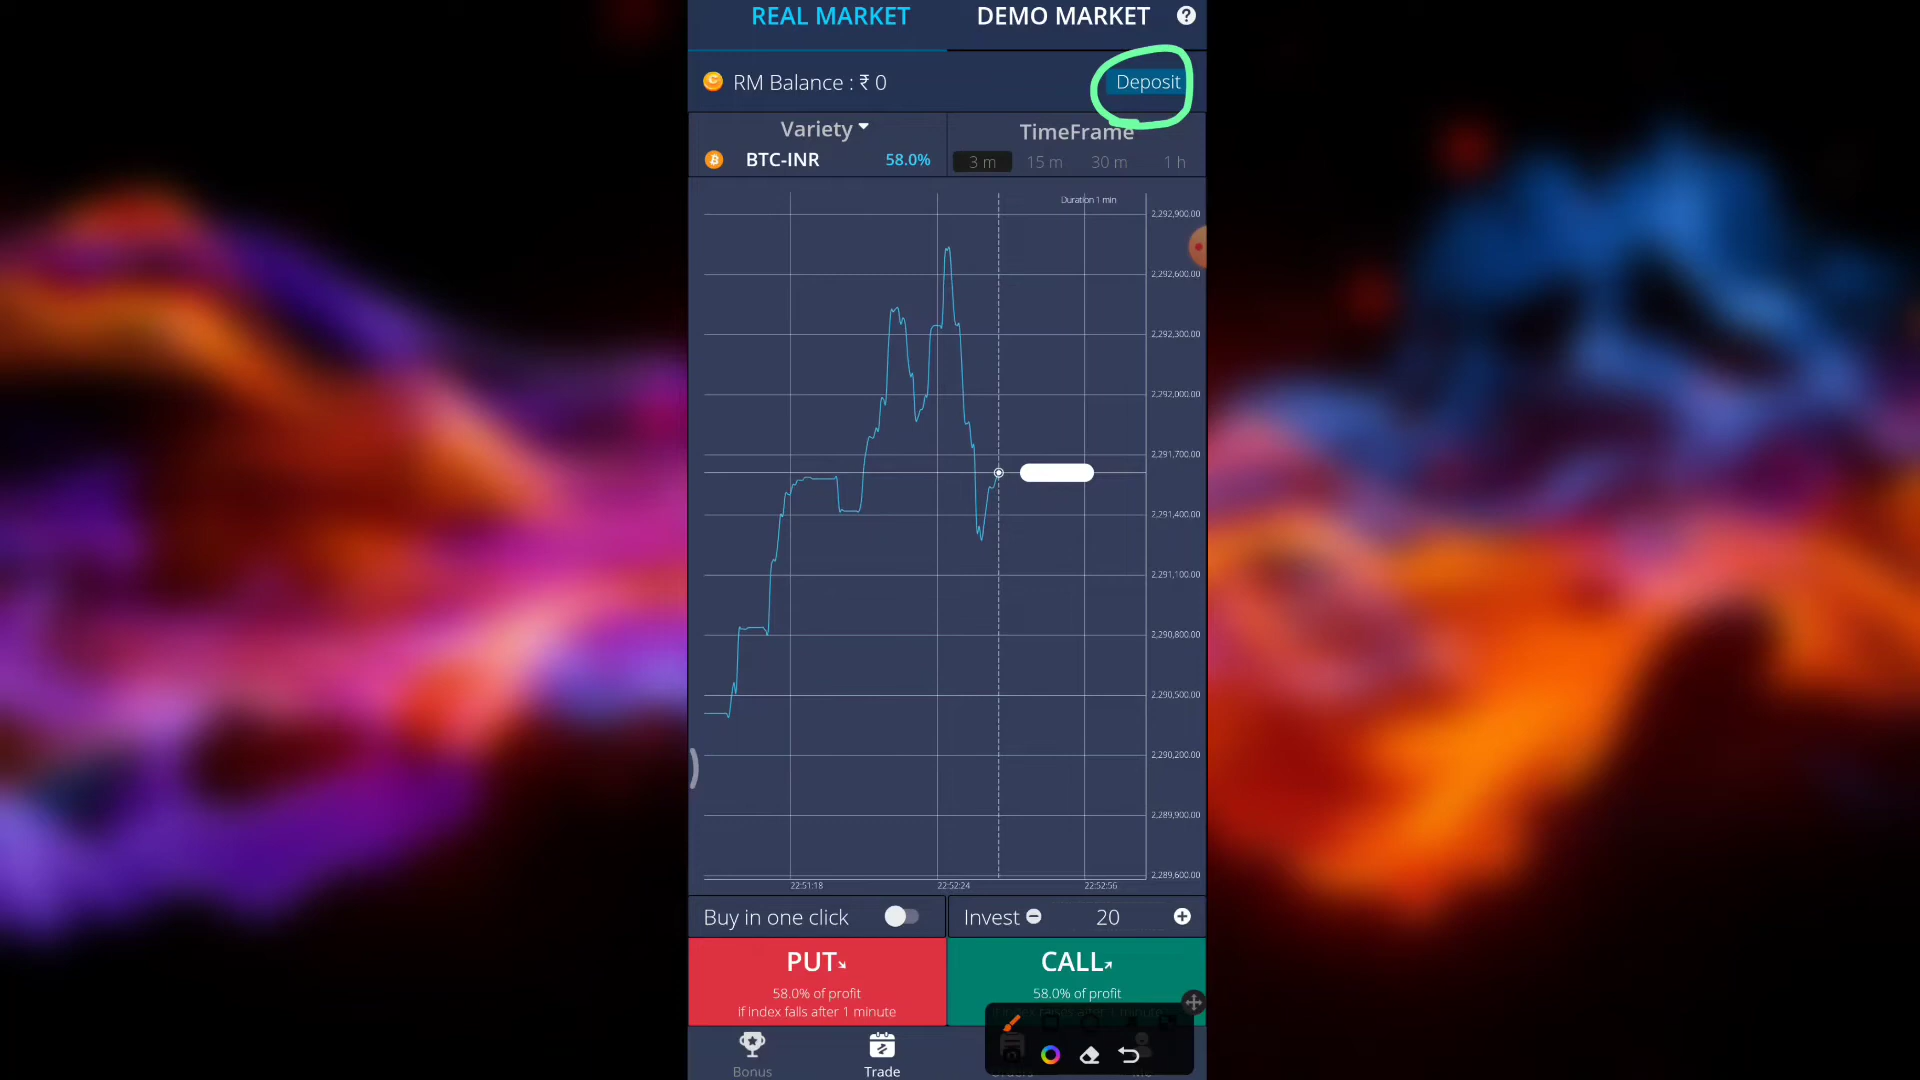 REAL MARKET
DEMO MARKET
RM Balance : ₹ 0
Deposit
Variety
TimeFrame
BTC-INR 58.0%
3 m 15 m 30 m 1 h
Duration 1 min
2,292,900.00
2,292,600.00
2,292,300.00
2,292,000.00
2,291,700.00
2,291,400.00
2,291,100.00
2,290,800.00
2,290,500.00
2,290,200.00
2,289,900.00
2,289,600.00
22:51:18 22:52:24 22:52:56
Buy in one click
Invest 20
PUT
58.0% of profit
if index falls after 1 minute
CALL
58.0% of profit
Bonus
Trade